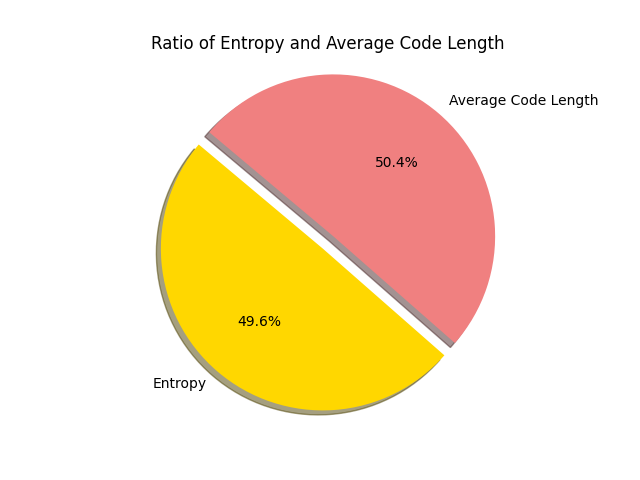 Ratio of Entropy and Average Code Length
Average Code Length
50.4%
49.6%
Entropy